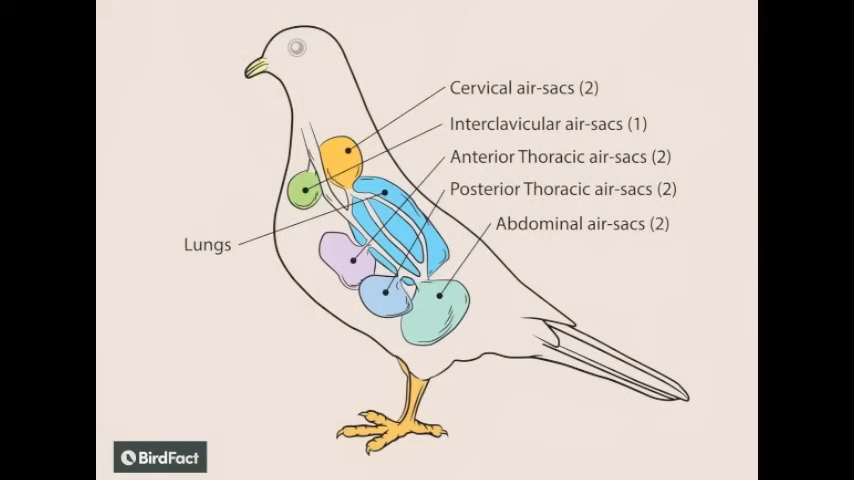 Cervical air-sacs (2)
Interclavicular air-sacs (1)
Anterior Thoracic air-sacs (2)
Posterior Thoracic air-sacs (2)
Abdominal air-sacs (2)
Lungs
BirdFact